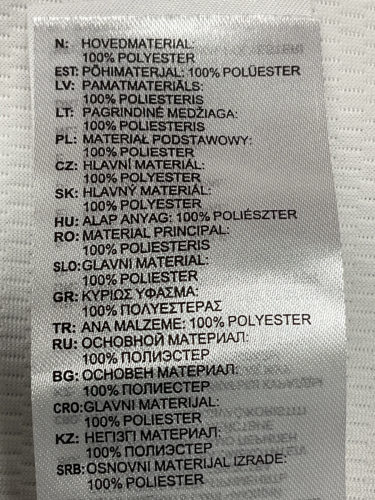 N: HOVEDMATERIAL:
100% POLYESTER
EST: PÕHIMATERJAL: 100% POLÜESTER
LV: PAMATMATERIĀLS:
100% POLIESTERIS
LT: PAGRINDINĖ MEDŽIAGA:
100% POLIESTERIS
PL: MATERIAŁ PODSTAWOWY:
100% POLIESTER
CZ: HLAVNÍ MATERIÁL:
100% POLYESTER
SK: HLAVNÝ MATERIÁL:
100% POLYESTER
HU: ALAP ANYAG: 100% POLIÉSZTER
RO: MATERIAL PRINCIPAL:
100% POLIESTERIS
SLO: GLAVNI MATERIAL:
100% POLIESTER
GR: ΚΥΡΙΩΣ ΥΦΑΣΜΑ:
100% ΠΟΛΥΕΣΤΕΡΑΣ
TR: ANA MALZEME: 100% POLYESTER
RU: ОСНОВНОЙ МАТЕРИАЛ:
100% ПОЛИЭСТЕР
BG: ОСНОВЕН МАТЕРИАЛ:
100% ПОЛИЕСТЕР
CRO: GLAVNI MATERIJAL:
100% POLIESTER
KZ: НЕГІЗГІ МАТЕРИАЛ:
100% ПОЛИЭСТЕР
SRB: OSNOVNI MATERIJAL IZRADE:
100% POLIESTER